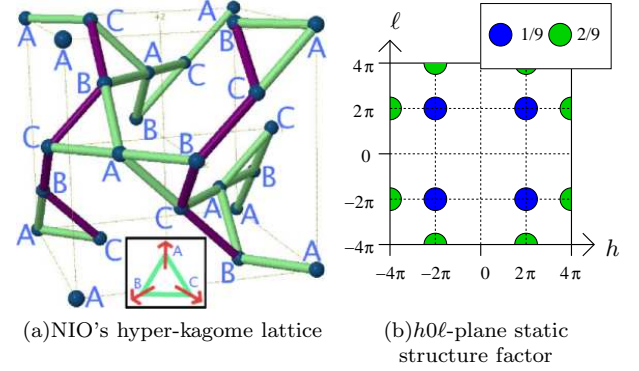 A
C
A
B
A
A
C
A
B
B
C
C
C
B
B
A
B
C
A
A
C
B
A
A
A
B
C
(a)NIO's hyper-kagome lattice
1/9
2/9
ℓ
4π
2π
0
−2π
−4π
−4π
−2π
0
2π
4π
h
(b)h0ℓ-plane static
structure factor